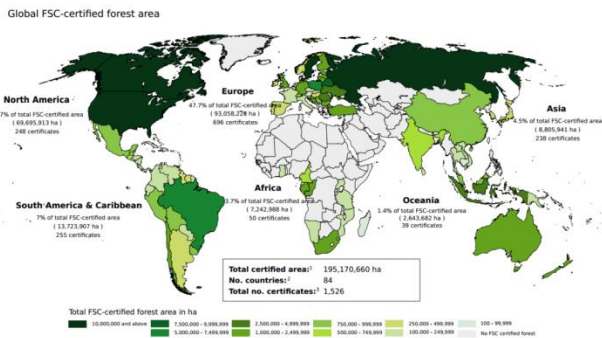 Global FSC-certified forest area
North America
7% of total FSC-certified area
( 69,695,913 ha )
248 certificates
Europe
47.7% of total FSC-certified area
( 93,058,228 ha )
696 certificates
Asia
4.5% of total FSC-certified area
( 8,805,941 ha )
238 certificates
Africa
3.7% of total FSC-certified area
( 7,242,988 ha )
50 certificates
Oceania
1.4% of total FSC-certified area
( 2,643,682 ha )
39 certificates
South America & Caribbean
7% of total FSC-certified area
( 13,723,907 ha )
255 certificates
Total certified area:¹ 195,170,660 ha
No. countries:² 84
Total no. certificates:³ 1,526
Total FSC-certified forest area in ha
10,000,000 and above
7,500,000 - 9,999,999
2,500,000 - 4,999,999
750,000 - 999,999
250,000 - 499,999
100 - 99,999
5,000,000 - 7,499,999
1,000,000 - 2,499,999
500,000 - 749,999
100,000 - 249,999
No FSC certified forest